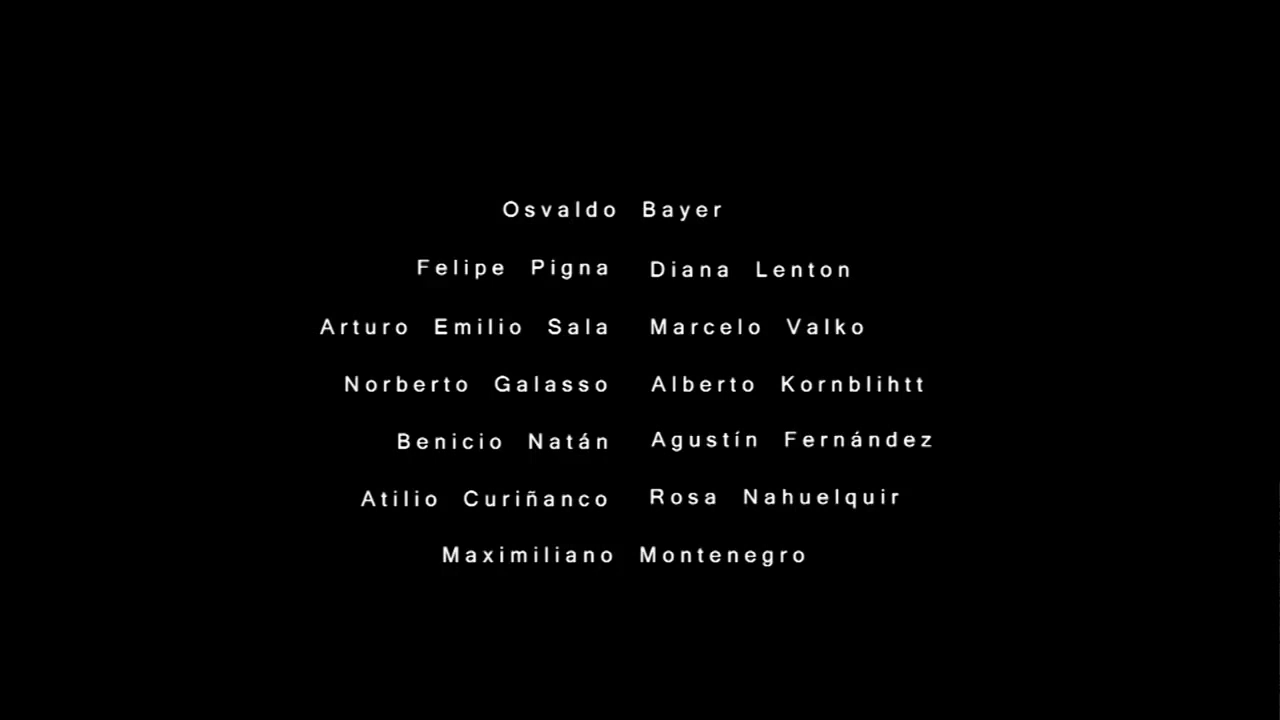 Osvaldo Bayer
Felipe Pigna Diana Lenton
Arturo Emilio Sala Marcelo Valko
Norberto Galasso Alberto Kornblihtt
Benicio Natán Agustín Fernández
Atilio Curiñanco Rosa Nahuelquir
Maximiliano Montenegro